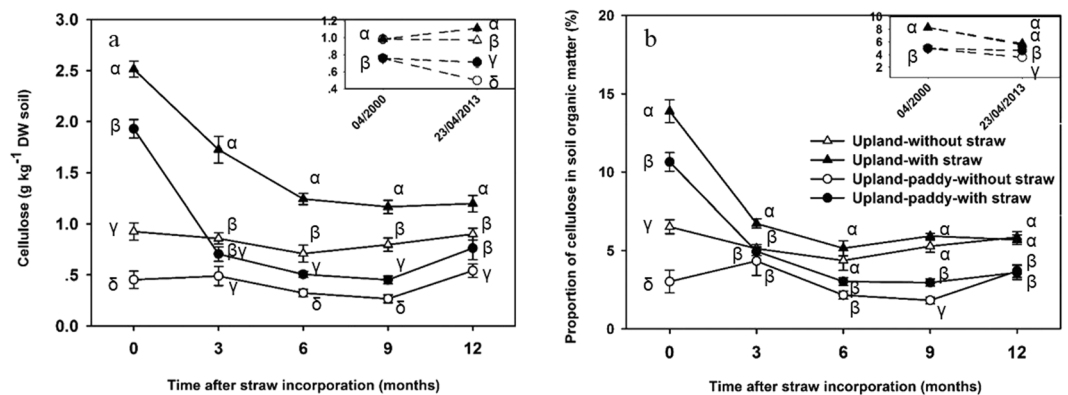 a
3.0
2.5
2.0
1.5
1.0
.5
0.0
Cellulose (g kg-1 DW soil)
0 3 6 9 12
Time after straw incorporation (months)
α
β
γ
δ
α
β
βγ
γ
α
β
γ
δ
α
β
γ
δ
α
β
β
γ
1.2
1.0
.8
.6
.4
α
β
α
β
γ
δ
04/2000
23/04/2013
b
20
15
10
5
0
Proportion of cellulose in soil organic matter (%)
0 3 6 9 12
Time after straw incorporation (months)
α
β
γ
δ
α
β
β
β
α
α
β
β
α
α
β
γ
α
α
β
β
10
8
6
4
2
α
β
α
α
β
γ
04/2000
23/04/2013
Upland-without straw
Upland-with straw
Upland-paddy-without straw
Upland-paddy-with straw